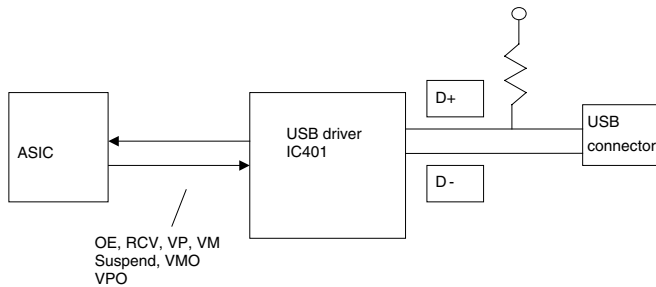 D+
USB driver
IC401
USB
connector
ASIC
D-
OE, RCV, VP, VM
Suspend, VMO
VPO